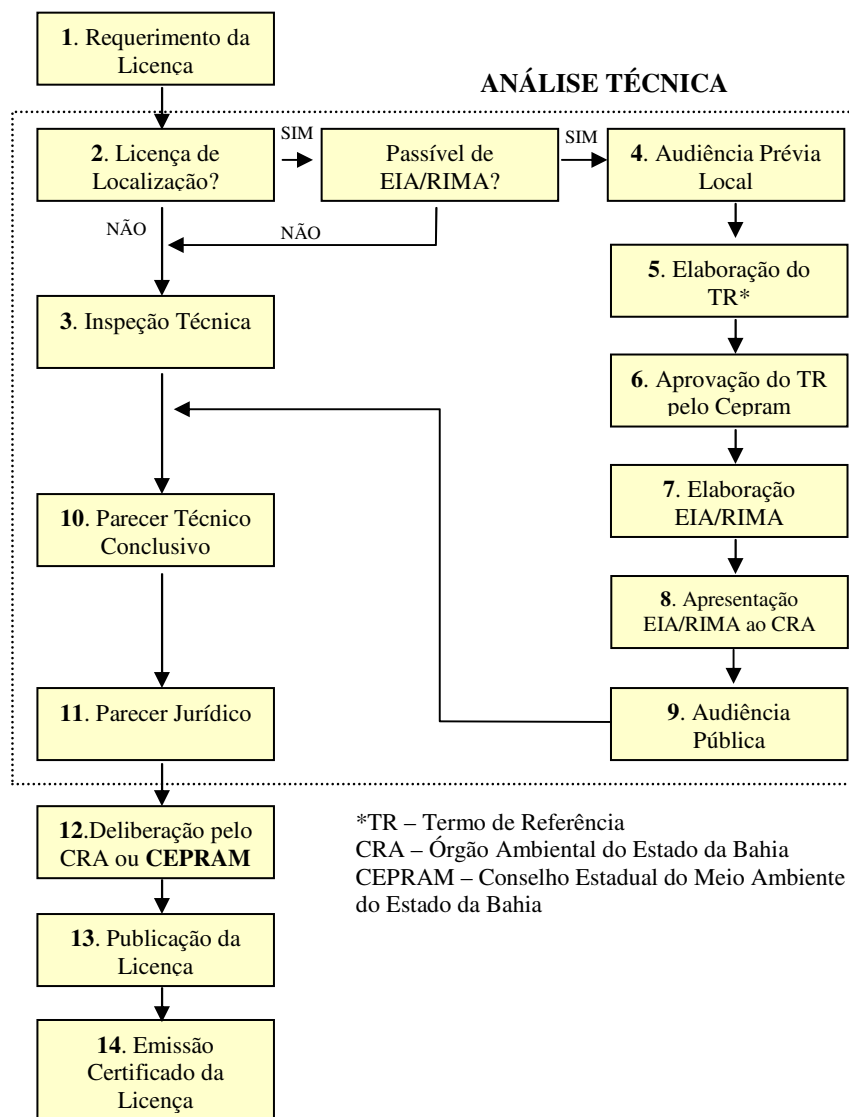 1. Requerimento da
Licença
ANÁLISE TÉCNICA
2. Licença de
Localização?
SIM
Passível de
EIA/RIMA?
SIM
4. Audiência Prévia
Local
NÃO
NÃO
5. Elaboração do
TR*
3. Inspeção Técnica
6. Aprovação do TR
pelo Cepram
7. Elaboração
EIA/RIMA
10. Parecer Técnico
Conclusivo
8. Apresentação
EIA/RIMA ao CRA
11. Parecer Jurídico
9. Audiência
Pública
12.Deliberação pelo
CRA ou CEPRAM
*TR – Termo de Referência
CRA – Órgão Ambiental do Estado da Bahia
CEPRAM – Conselho Estadual do Meio Ambiente
do Estado da Bahia
13. Publicação da
Licença
14. Emissão
Certificado da
Licença